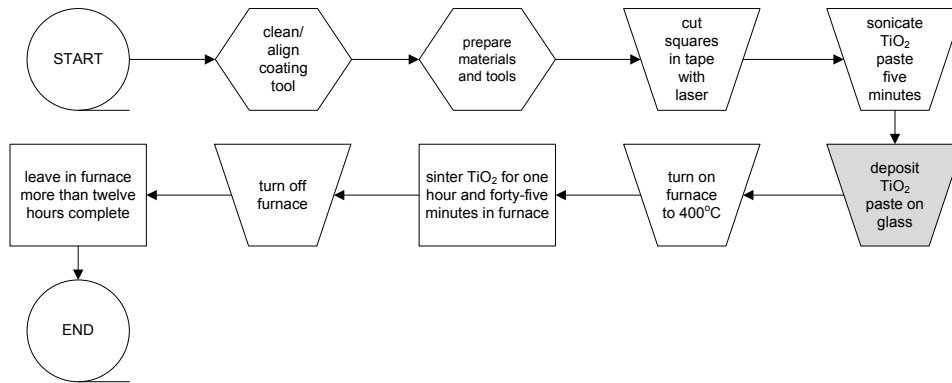 START
clean/
align
coating
tool
prepare
materials
and tools
cut
squares
in tape
with
laser
sonicate
TiO₂
paste
five
minutes
deposit
TiO₂
paste on
glass
turn on
furnace
to 400°C
sinter TiO₂ for one
hour and forty-five
minutes in furnace
turn off
furnace
leave in furnace
more than twelve
hours complete
END